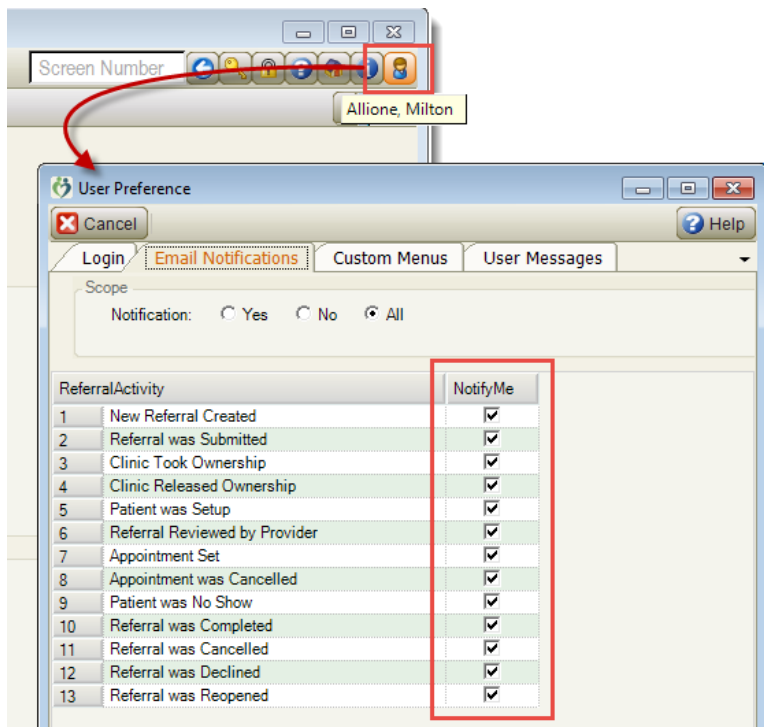 Screen Number
Allione, Milton
User Preference
Cancel
Help
Login Email Notifications Custom Menus User Messages
Scope
Notification: Yes No All
ReferralActivity NotifyMe
1 New Referral Created
2 Referral was Submitted
3 Clinic Took Ownership
4 Clinic Released Ownership
5 Patient was Setup
6 Referral Reviewed by Provider
7 Appointment Set
8 Appointment was Cancelled
9 Patient was No Show
10 Referral was Completed
11 Referral was Cancelled
12 Referral was Declined
13 Referral was Reopened